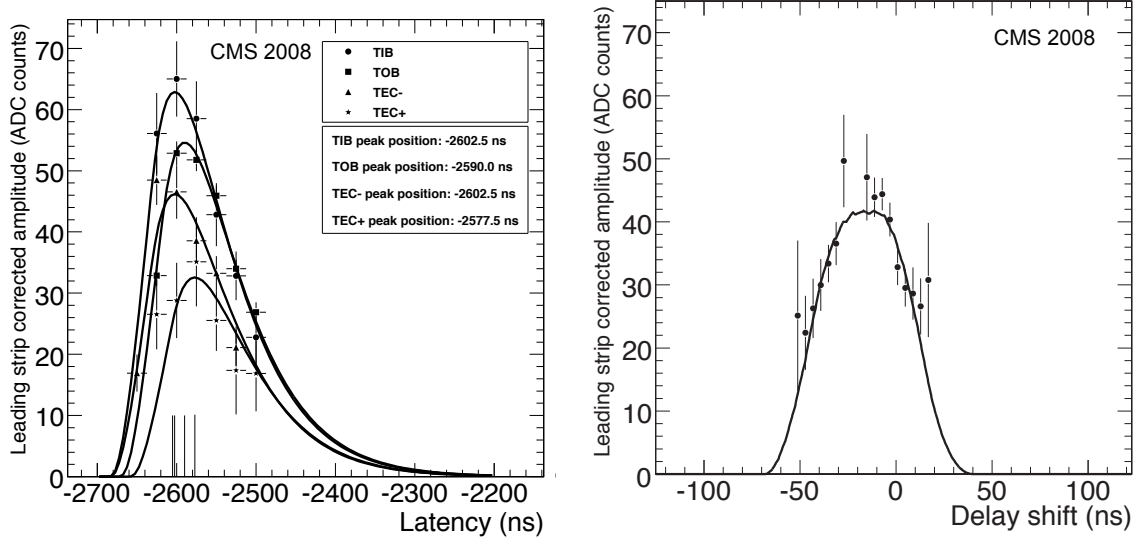 CMS 2008
TIB
TOB
TEC-
TEC+
TIB peak position: -2602.5 ns
TOB peak position: -2590.0 ns
TEC- peak position: -2602.5 ns
TEC+ peak position: -2577.5 ns
Leading strip corrected amplitude (ADC counts)
70
60
50
40
30
20
10
0
-2700 -2600 -2500 -2400 -2300 -2200
Latency (ns)
CMS 2008
Leading strip corrected amplitude (ADC counts)
70
60
50
40
30
20
10
0
-100 -50 0 50 100
Delay shift (ns)